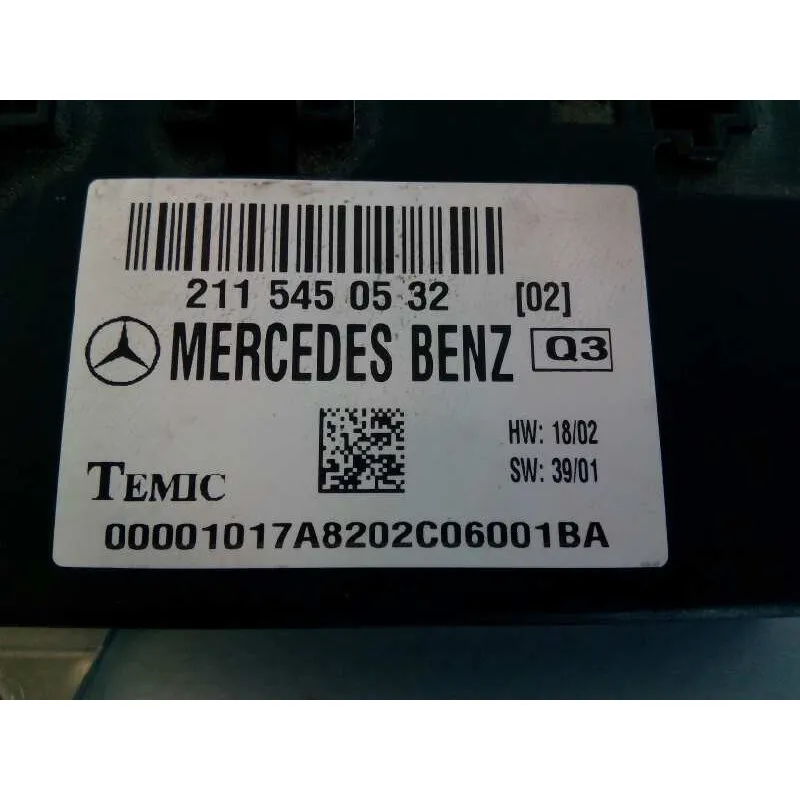 211 545 05 32 [02]
MERCEDES BENZ Q3
HW: 18/02
SW: 39/01
TEMIC
00001017A8202C06001BA